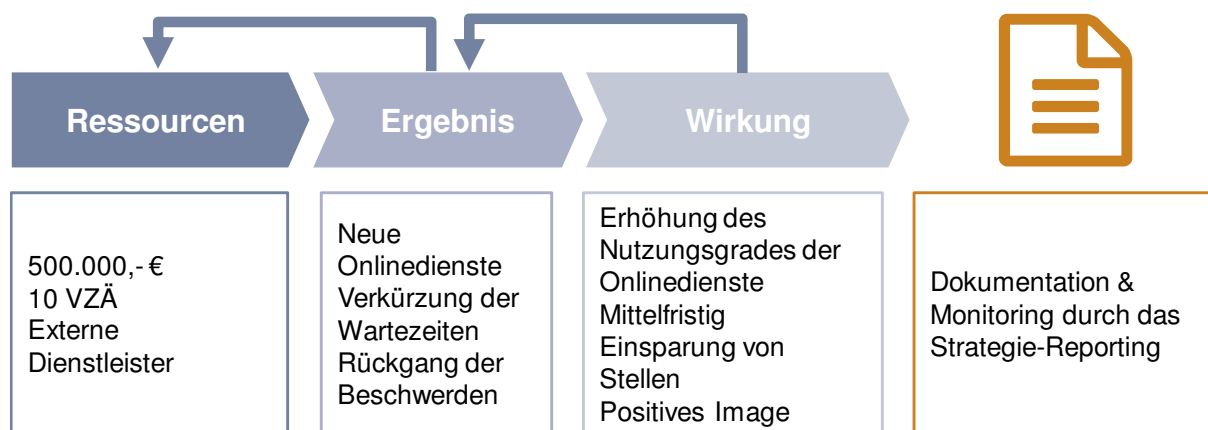 Ressourcen
Ergebnis
Wirkung
500.000,- €
10 VZÄ
Externe
Dienstleister
Neue
Onlinedienste
Verkürzung der
Wartezeiten
Rückgang der
Beschwerden
Erhöhung des
Nutzungsgrades der
Onlinedienste
Mittelfristig
Einsparung von
Stellen
Positives Image
Dokumentation &
Monitoring durch das
Strategie-Reporting